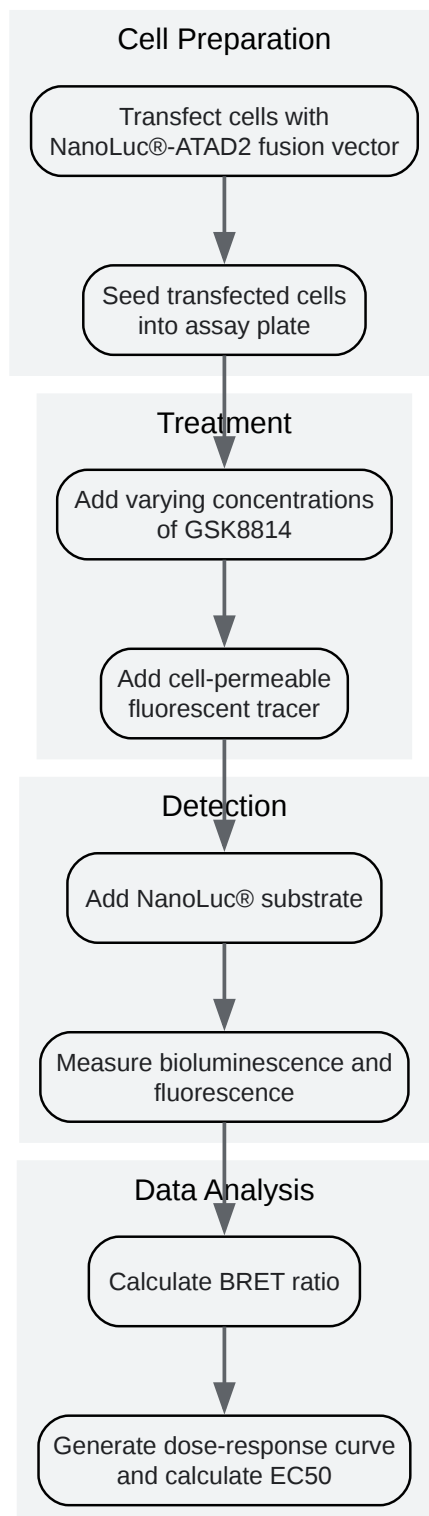 Cell Preparation
Transfect cells with
NanoLuc®-ATAD2 fusion vector
Seed transfected cells
into assay plate
Treatment
Add varying concentrations
of GSK8814
Add cell-permeable
fluorescent tracer
Detection
Add NanoLuc® substrate
Measure bioluminescence and
fluorescence
Data Analysis
Calculate BRET ratio
Generate dose-response curve
and calculate EC50